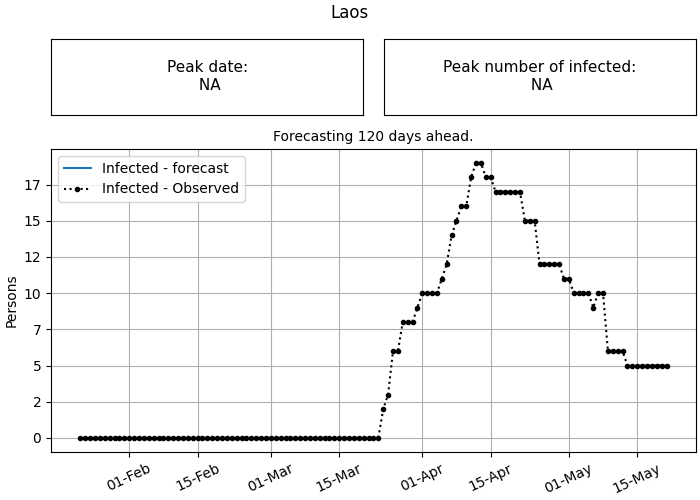 Laos
Peak date:
NA
Peak number of infected:
NA
Forecasting 120 days ahead.
Infected - forecast
Infected - Observed
Persons
17
15
12
10
7
5
2
0
01-Feb
15-Feb
01-Mar
15-Mar
01-Apr
15-Apr
01-May
15-May